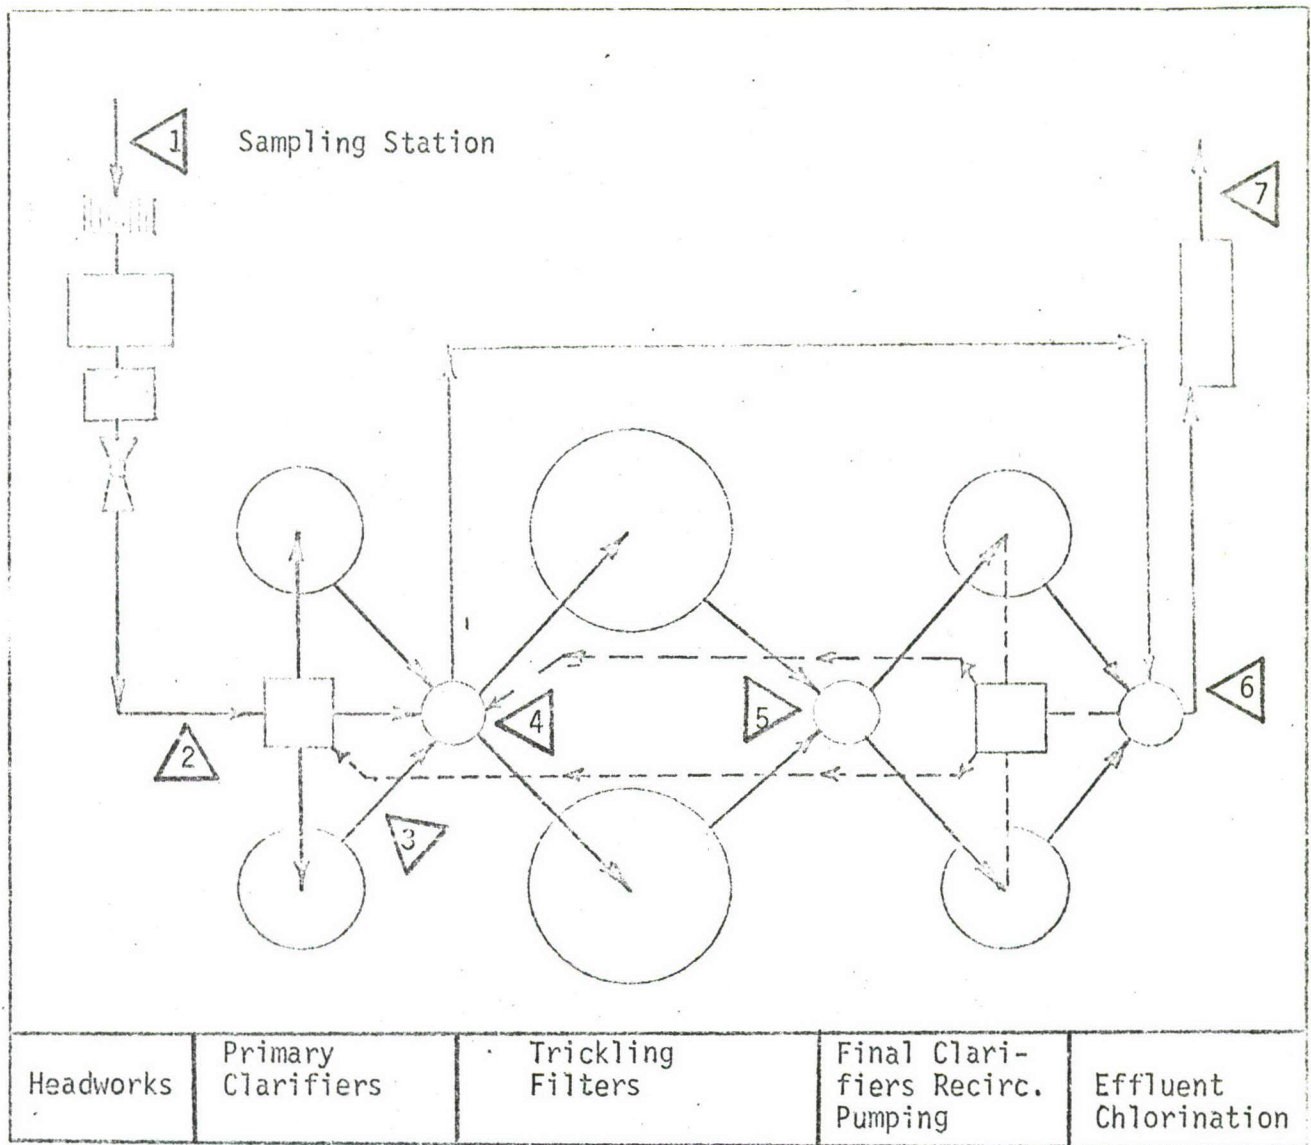 1 Sampling Station
7
6
4
5
2
3
Headworks
Primary
Clarifiers
Trickling
Filters
Final Clari-
fiers Recirc.
Pumping
Effluent
Chlorination